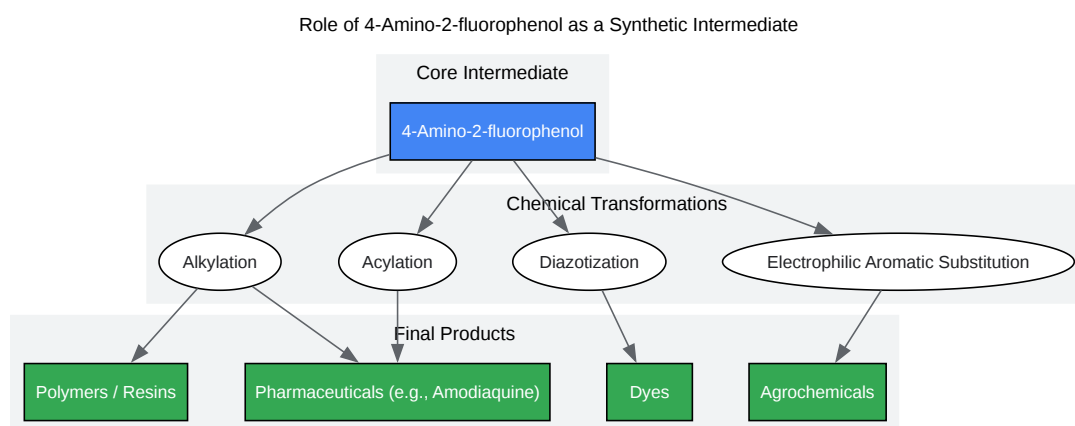 Role of 4-Amino-2-fluorophenol as a Synthetic Intermediate
Core Intermediate
4-Amino-2-fluorophenol
Chemical Transformations
Alkylation
Acylation
Diazotization
Electrophilic Aromatic Substitution
Final Products
Polymers / Resins
Pharmaceuticals (e.g., Amodiaquine)
Dyes
Agrochemicals